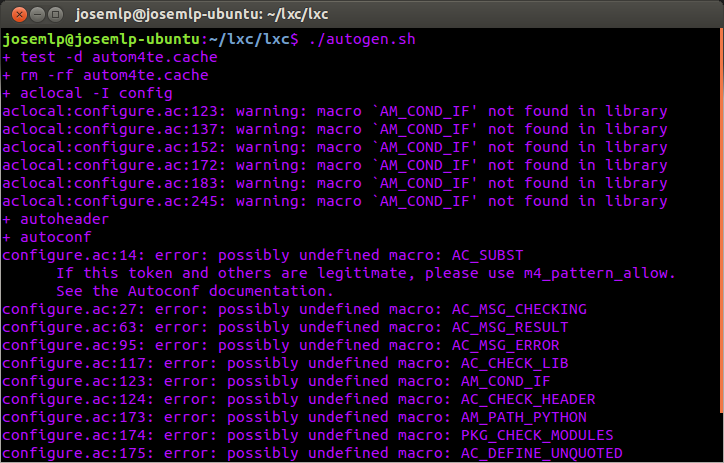 josemlp@josemlp-ubuntu: ~/lxc/lxc
josemlp@josemlp-ubuntu:~/lxc/lxc$ ./autogen.sh
+ test -d autom4te.cache
+ rm -rf autom4te.cache
+ aclocal -I config
aclocal:configure.ac:123: warning: macro `AM_COND_IF' not found in library
aclocal:configure.ac:137: warning: macro `AM_COND_IF' not found in library
aclocal:configure.ac:152: warning: macro `AM_COND_IF' not found in library
aclocal:configure.ac:172: warning: macro `AM_COND_IF' not found in library
aclocal:configure.ac:183: warning: macro `AM_COND_IF' not found in library
aclocal:configure.ac:245: warning: macro `AM_COND_IF' not found in library
+ autoheader
+ autoconf
configure.ac:14: error: possibly undefined macro: AC_SUBST
      If this token and others are legitimate, please use m4_pattern_allow.
      See the Autoconf documentation.
configure.ac:27: error: possibly undefined macro: AC_MSG_CHECKING
configure.ac:63: error: possibly undefined macro: AC_MSG_RESULT
configure.ac:95: error: possibly undefined macro: AC_MSG_ERROR
configure.ac:117: error: possibly undefined macro: AC_CHECK_LIB
configure.ac:123: error: possibly undefined macro: AM_COND_IF
configure.ac:124: error: possibly undefined macro: AC_CHECK_HEADER
configure.ac:173: error: possibly undefined macro: AM_PATH_PYTHON
configure.ac:174: error: possibly undefined macro: PKG_CHECK_MODULES
configure.ac:175: error: possibly undefined macro: AC_DEFINE_UNQUOTED